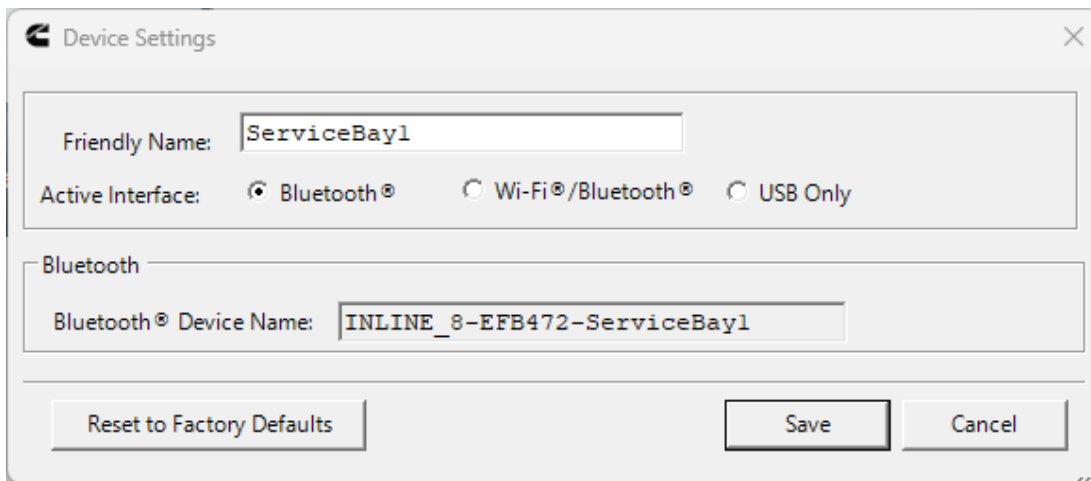 Device Settings
Friendly Name: ServiceBay1
Active Interface: Bluetooth® Wi-Fi®/Bluetooth® USB Only
Bluetooth
Bluetooth® Device Name: INLINE_8-EFB472-ServiceBay1
Reset to Factory Defaults Save Cancel